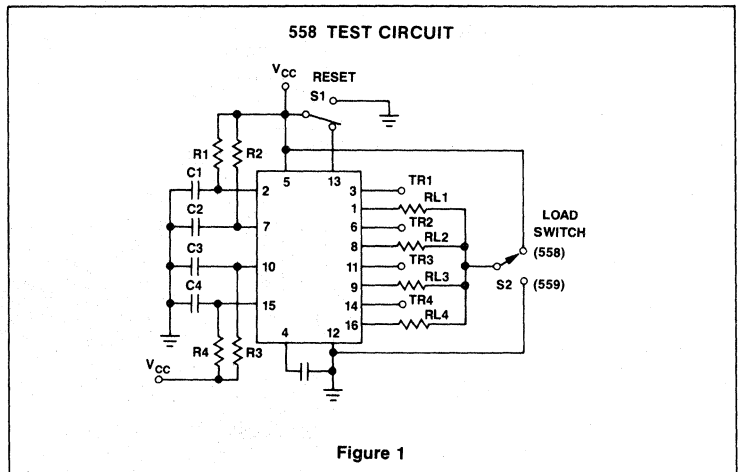 558 TEST CIRCUIT
VCC
RESET
S1
R1
R2
C1
C2
C3
C4
5
13
2
7
10
15
4
12
3
1
6
8
11
9
14
16
TR1
RL1
TR2
RL2
TR3
RL3
TR4
RL4
LOAD
SWITCH
(558)
S2
(559)
R4
R3
VCC
Figure 1